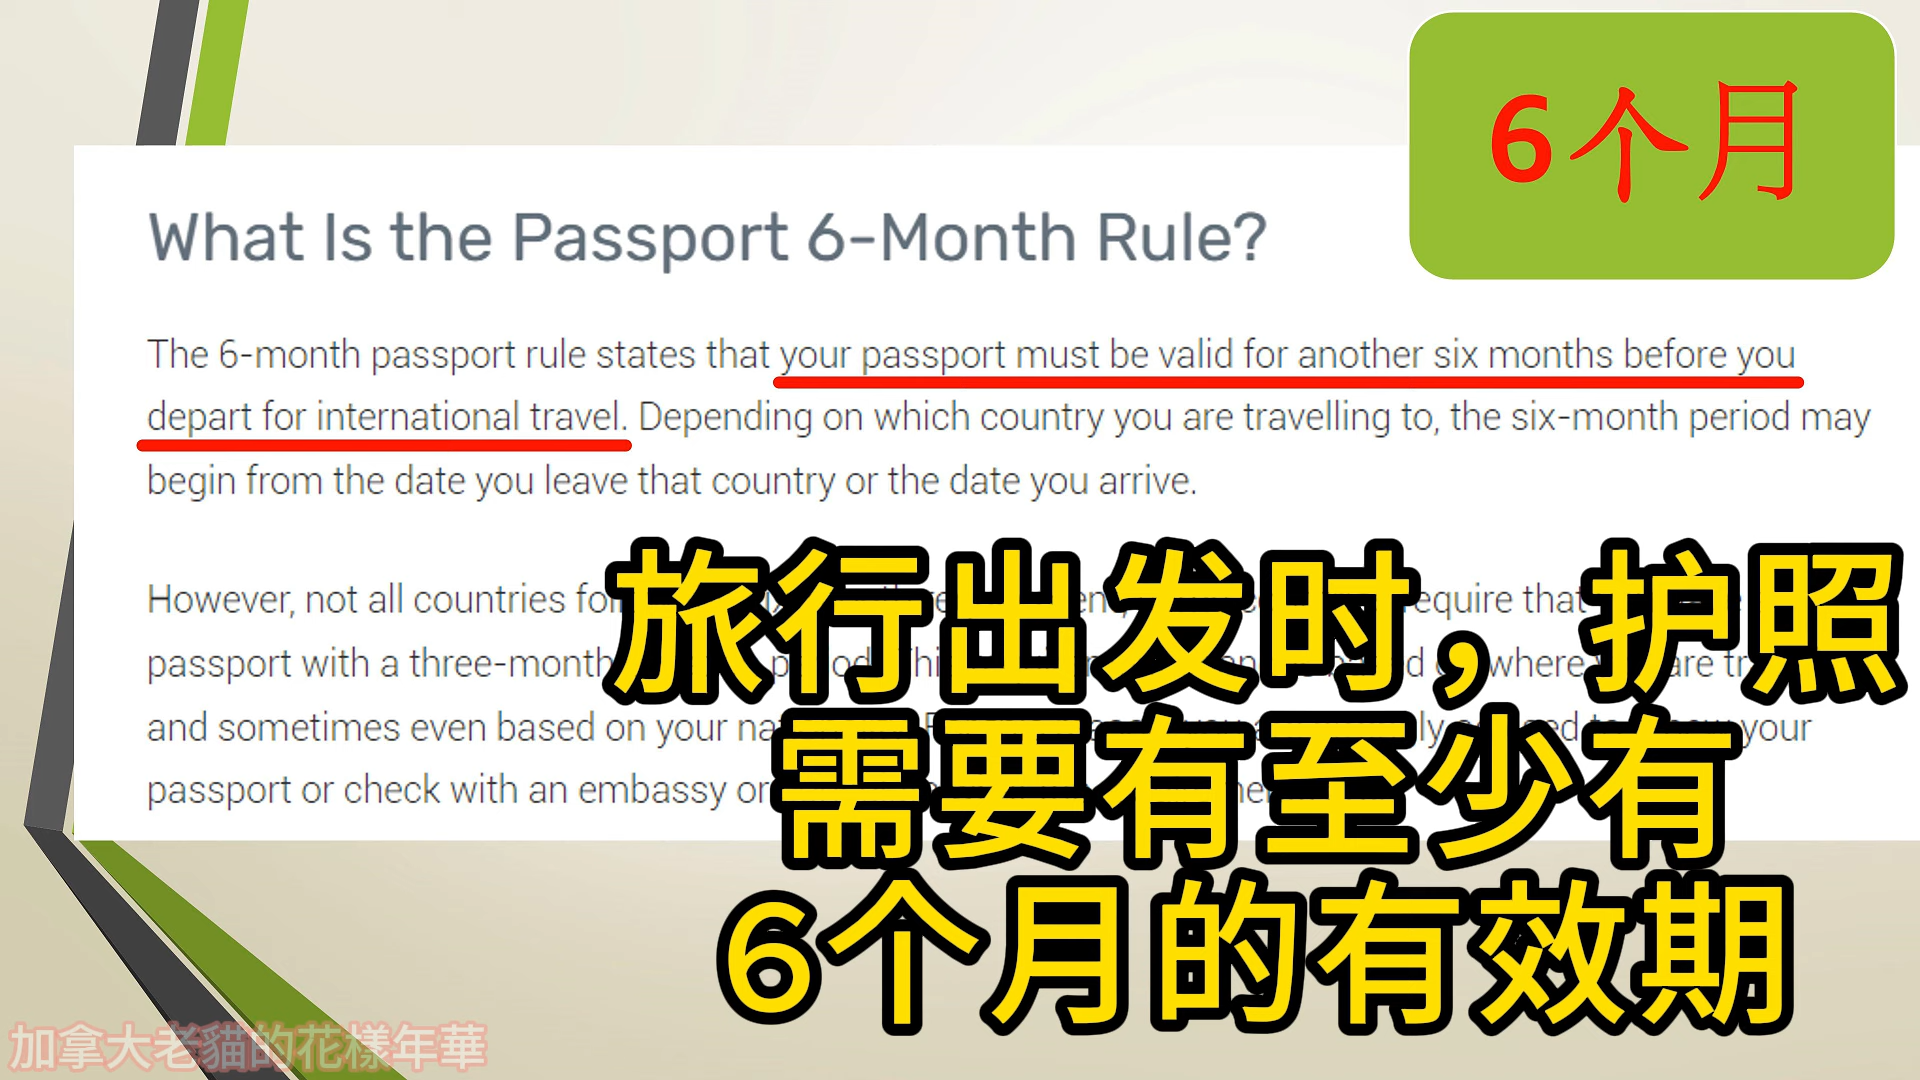 6个月
What Is the Passport 6-Month Rule?
The 6-month passport rule states that your passport must be valid for another six months before you
depart for international travel. Depending on which country you are travelling to, the six-month period may
begin from the date you leave that country or the date you arrive.
However, not all countries require that
passport with a three-month where are
and sometimes even based on your your
passport or check with an embassy or
旅行出发时，护照
需要有至少有
6个月的有效期
加拿大老貓的花樣年華